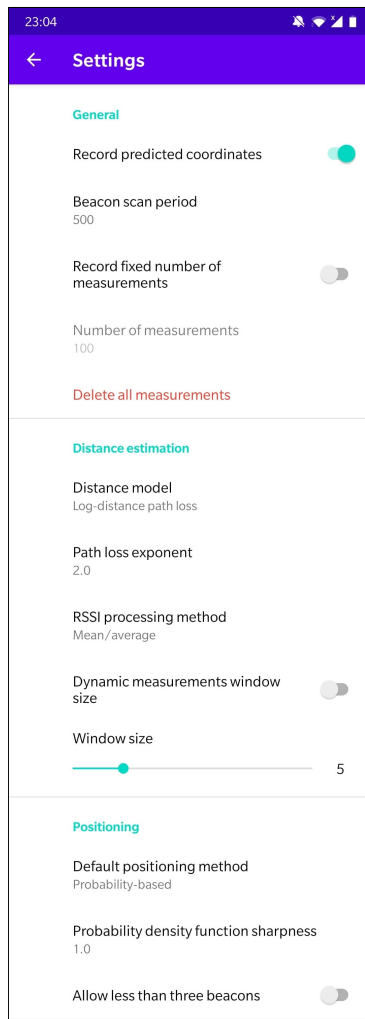 23:04
Settings
General
Record predicted coordinates
Beacon scan period
500
Record fixed number of
measurements
Number of measurements
100
Delete all measurements
Distance estimation
Distance model
Log-distance path loss
Path loss exponent
2.0
RSSI processing method
Mean/average
Dynamic measurements window
size
Window size
5
Positioning
Default positioning method
Probability-based
Probability density function sharpness
1.0
Allow less than three beacons